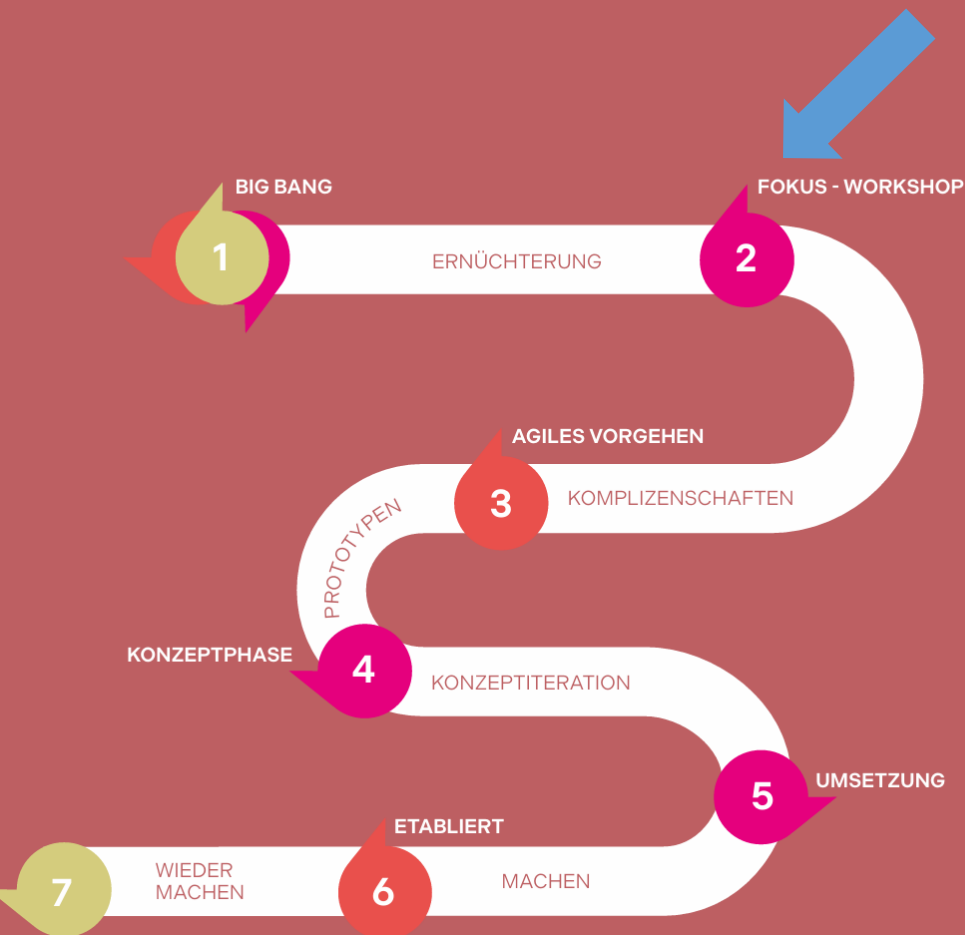 BIG BANG
1
ERNÜCHTERUNG
FOKUS - WORKSHOP
2
AGILES VORGEHEN
3
KOMPLIZENSCHAFTEN
PROTOTYPEN
KONZEPTPHASE
4
KONZEPTITERATION
UMSETZUNG
5
ETABLIERT
6
MACHEN
WIEDER
MACHEN
7